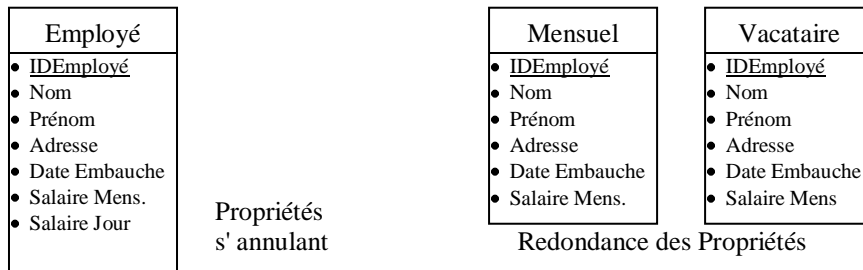 Employé
IDEmployé
Nom
Prénom
Adresse
Date Embauche
Salaire Mens.
Salaire Jour
Propriétés
s' annulant
Mensuel
IDEmployé
Nom
Prénom
Adresse
Date Embauche
Salaire Mens.
Vacataire
IDEmployé
Nom
Prénom
Adresse
Date Embauche
Salaire Mens
Redondance des Propriétés